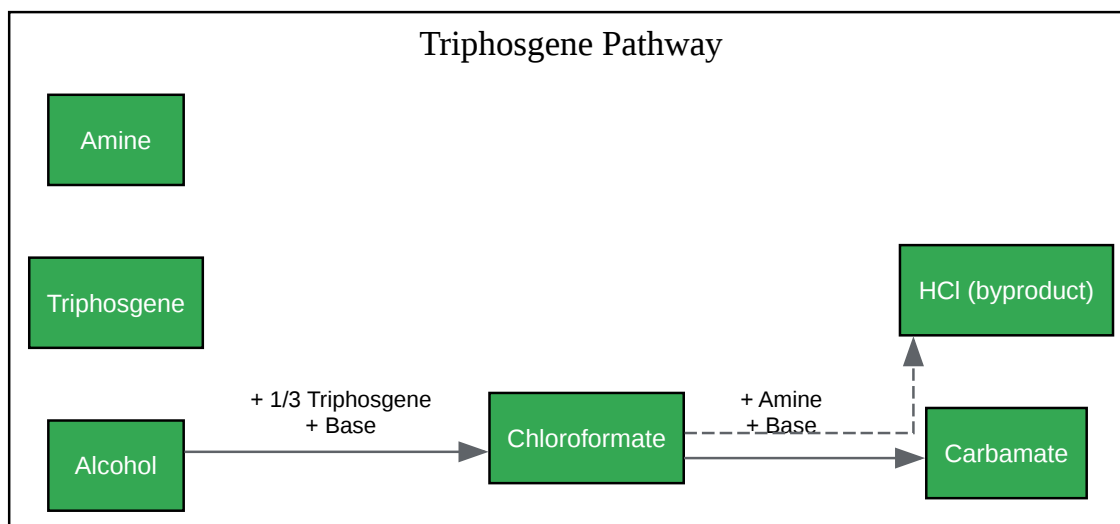 Triphosgene Pathway
Amine
Triphosgene
HCl (byproduct)
+ 1/3 Triphosgene
+ Base
+ Amine
+ Base
Alcohol
Chloroformate
Carbamate